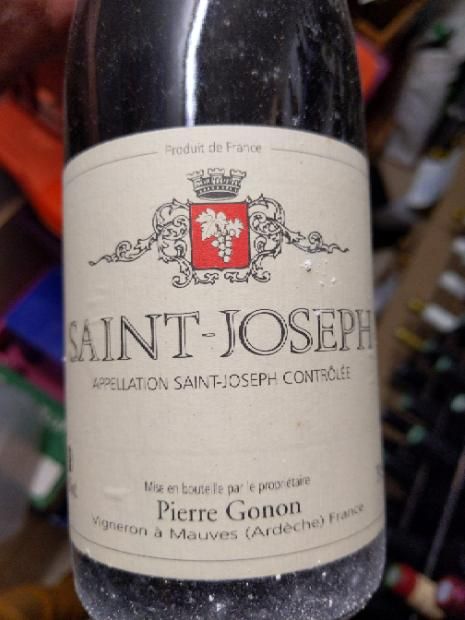 Produit de France
SAINT-JOSEPH
APPELLATION SAINT-JOSEPH CONTRÔLÉE
Mise en bouteille par le propriétaire
Pierre Gonon
Vigneron à Mauves (Ardèche) France